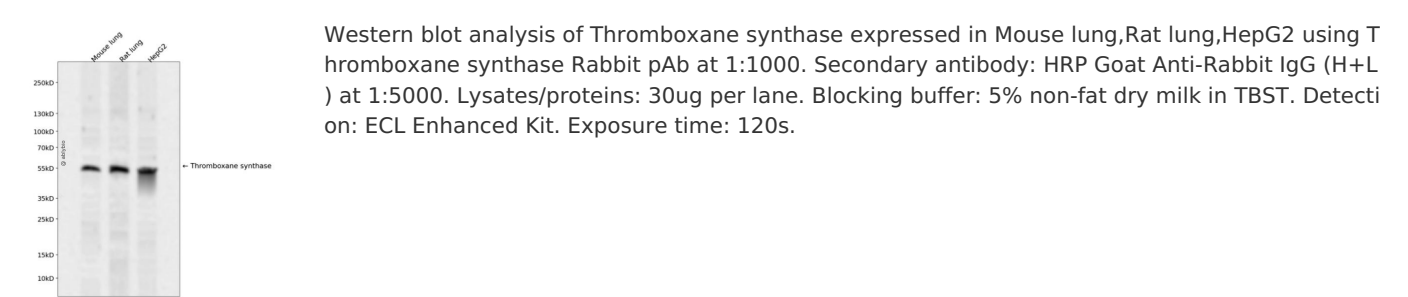 Mouse lung
Rat lung
HepG2
250kD
130kD
100kD
70kD
55kD
35kD
25kD
15kD
10kD
@ abybro
← Thromboxane synthase
Western blot analysis of Thromboxane synthase expressed in Mouse lung,Rat lung,HepG2 using T
hromboxane synthase Rabbit pAb at 1:1000. Secondary antibody: HRP Goat Anti-Rabbit IgG (H+L
) at 1:5000. Lysates/proteins: 30ug per lane. Blocking buffer: 5% non-fat dry milk in TBST. Detecti
on: ECL Enhanced Kit. Exposure time: 120s.